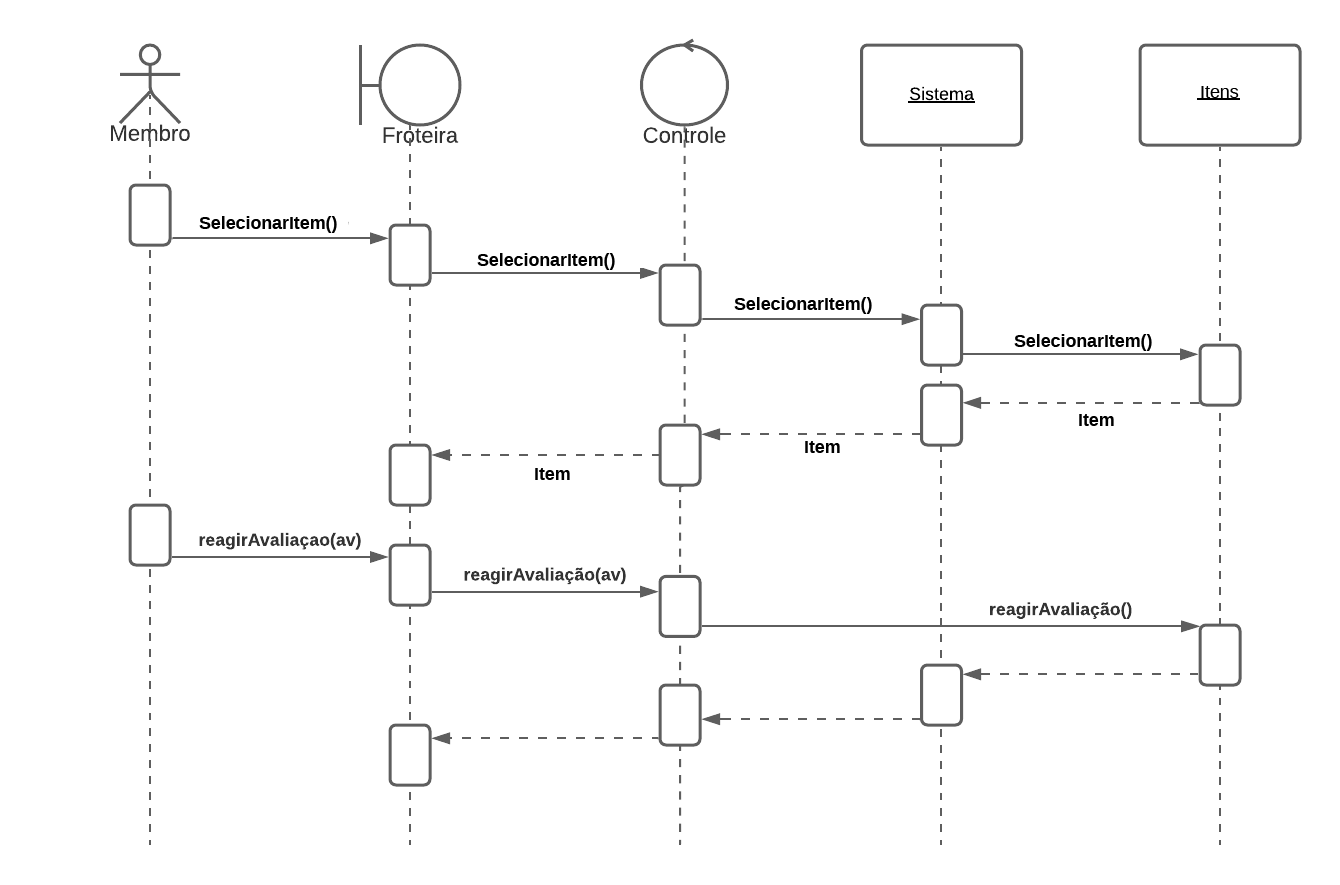 Membro
Froteira
Controle
Sistema
Itens
SelecionarItem()
SelecionarItem()
SelecionarItem()
SelecionarItem()
Item
Item
Item
reagirAvaliaçao(av)
reagirAvaliação(av)
reagirAvaliação()